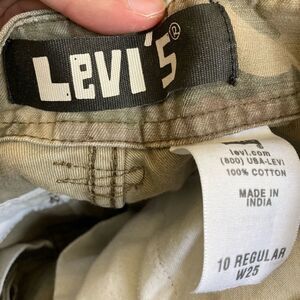 Levi's®
levi.com
(800) USA-LEVI
100% COTTON
MADE IN
INDIA
10 REGULAR
W25